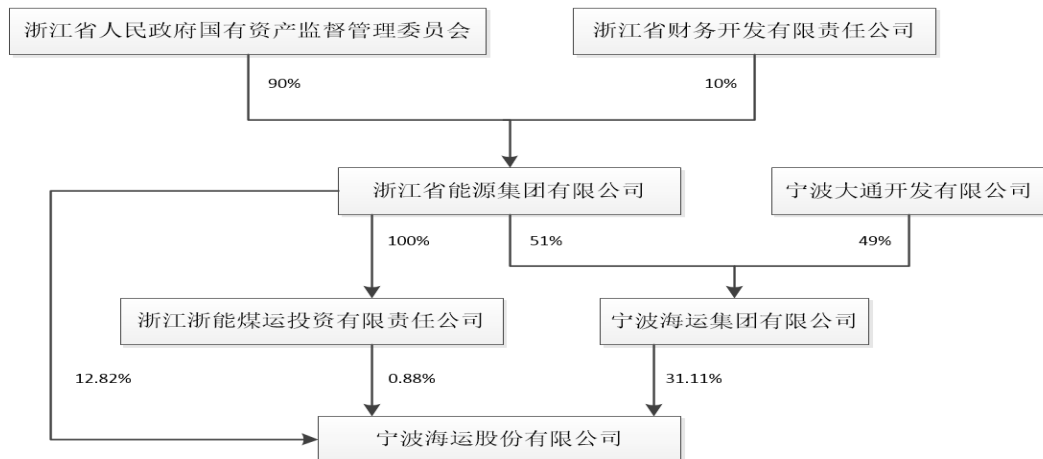 浙江省人民政府国有资产监督管理委员会
浙江省财务开发有限责任公司
90%
10%
浙江省能源集团有限公司
宁波大通开发有限公司
100%
51%
49%
浙江浙能煤运投资有限责任公司
宁波海运集团有限公司
12.82%
0.88%
31.11%
宁波海运股份有限公司